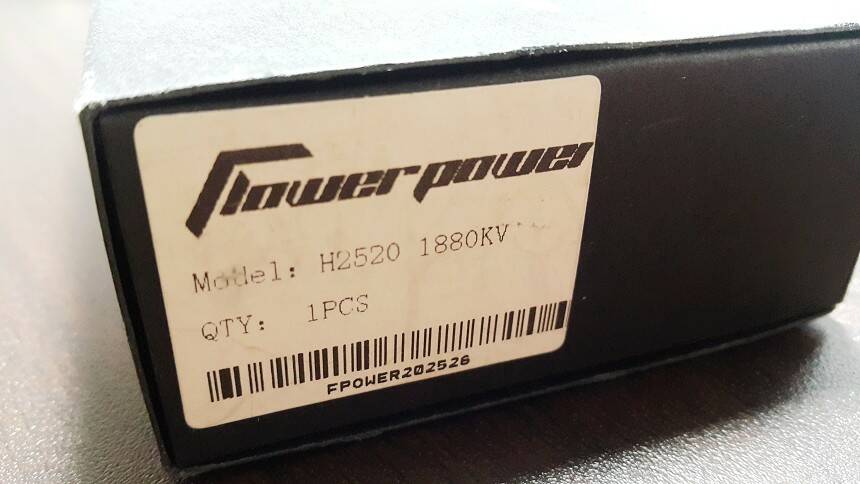 Flowerpower
Model: H2520 1880KV
QTY: 1PCS
FPOWER202526